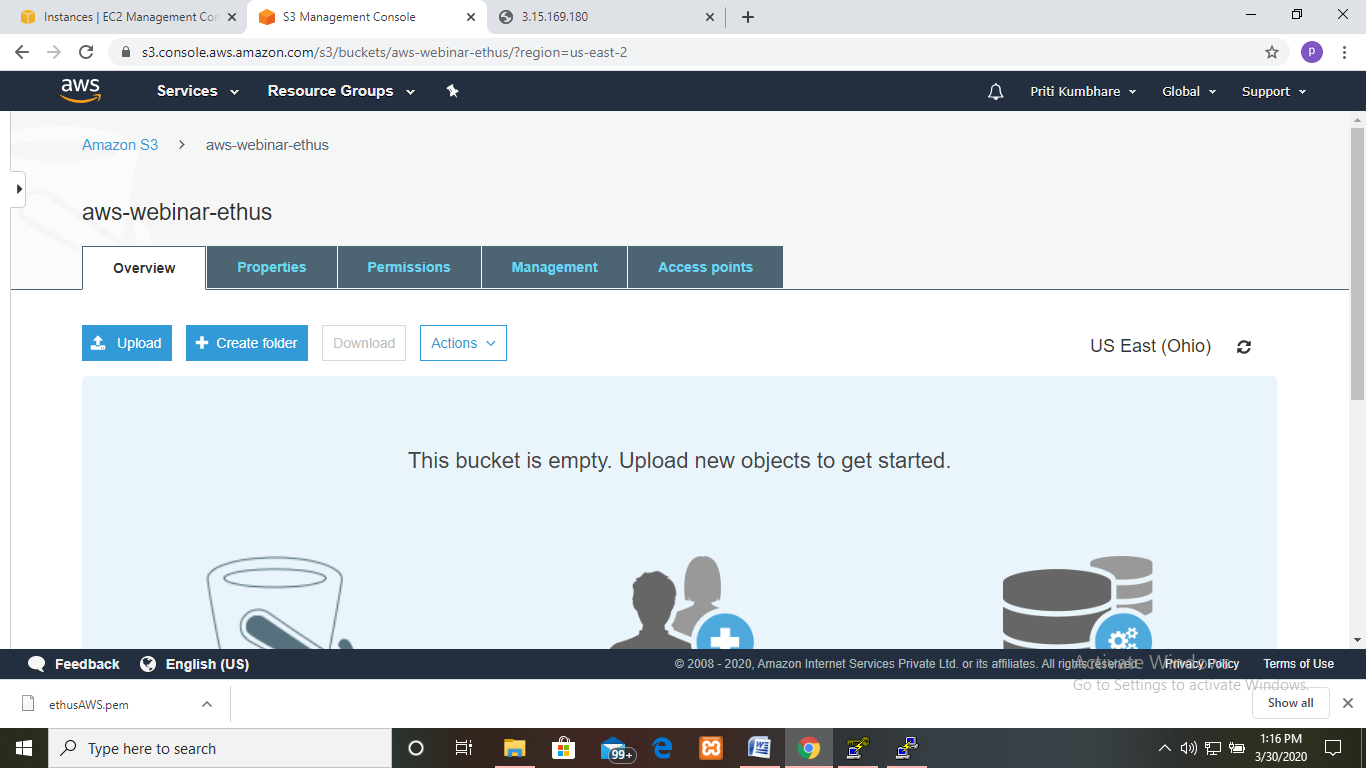 Instances | EC2 Management Con
S3 Management Console
3.15.169.180
s3.console.aws.amazon.com/s3/buckets/aws-webinar-ethus/?region=us-east-2
p
aws
Services
Resource Groups
Priti Kumbhare
Global
Support
Amazon S3 > aws-webinar-ethus
aws-webinar-ethus
Overview
Properties
Permissions
Management
Access points
Upload
Create folder
Download
Actions
US East (Ohio)
This bucket is empty. Upload new objects to get started.
Feedback
English (US)
© 2008 - 2020, Amazon Internet Services Private Ltd. or its affiliates. All rights reserved.
Privacy Policy
Terms of Use
Activate Windows
Go to Settings to activate Windows.
ethusAWS.pem
Show all
Type here to search
99+
1:16 PM
3/30/2020